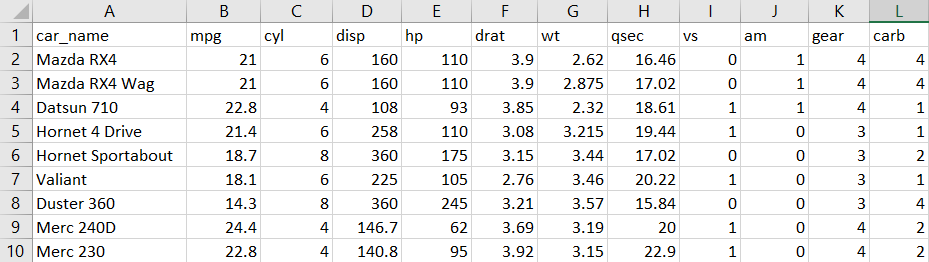 A B C D E F G H I J K L
1 car_name mpg cyl disp hp drat wt qsec vs am gear carb
2 Mazda RX4 21 6 160 110 3.9 2.62 16.46 0 1 4 4
3 Mazda RX4 Wag 21 6 160 110 3.9 2.875 17.02 0 1 4 4
4 Datsun 710 22.8 4 108 93 3.85 2.32 18.61 1 1 4 1
5 Hornet 4 Drive 21.4 6 258 110 3.08 3.215 19.44 1 0 3 1
6 Hornet Sportabout 18.7 8 360 175 3.15 3.44 17.02 0 0 3 2
7 Valiant 18.1 6 225 105 2.76 3.46 20.22 1 0 3 1
8 Duster 360 14.3 8 360 245 3.21 3.57 15.84 0 0 3 4
9 Merc 240D 24.4 4 146.7 62 3.69 3.19 20 1 0 4 2
10 Merc 230 22.8 4 140.8 95 3.92 3.15 22.9 1 0 4 2